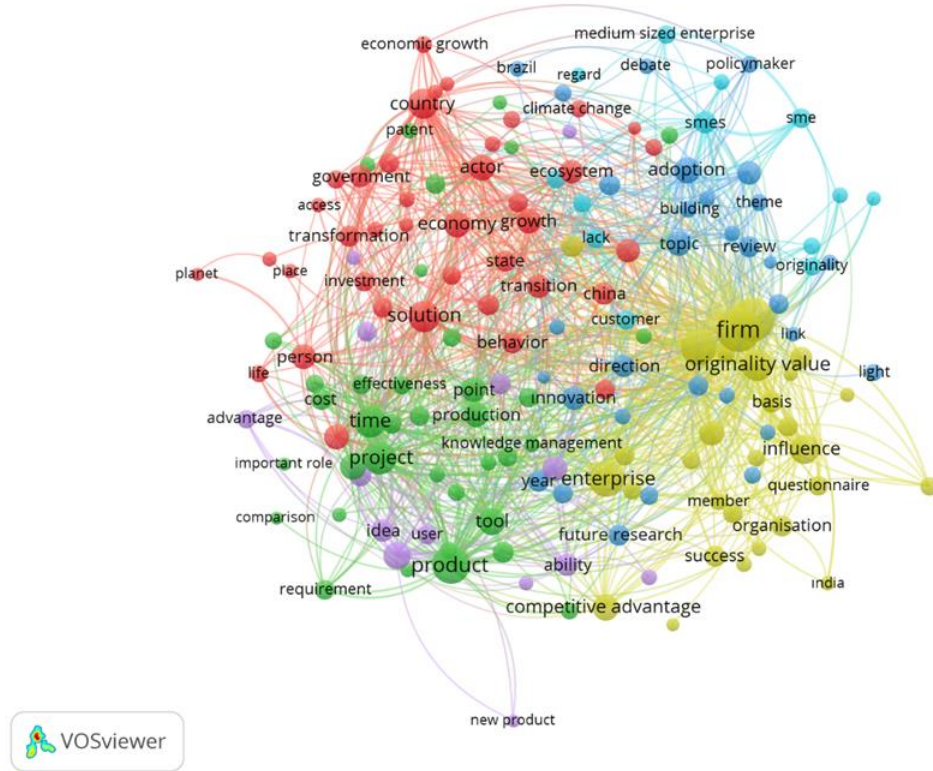 economic growth
medium sized enterprise
brazil
regard
debate
policymaker
country
climate change
patent
smes
sme
government
actor
ecosystem
adoption
access
building
theme
economy
growth
transformation
lack
topic
review
state
planet
place
investment
transition
china
originality
solution
customer
firm
link
behavior
person
originality value
life
effectiveness
direction
light
cost
point
innovation
basis
advantage
time
production
project
knowledge management
influence
important role
year
enterprise
questionnaire
member
comparison
idea
user
tool
future research
organisation
product
ability
success
requirement
india
competitive advantage
new product
VOSviewer